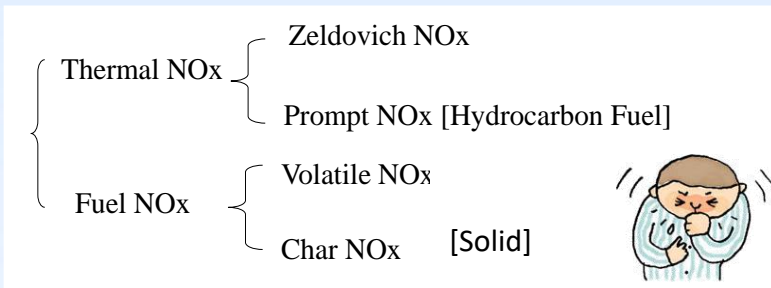 Zeldovich NOx
Thermal NOx
Prompt NOx [Hydrocarbon Fuel]
Volatile NOx
Fuel NOx
Char NOx [Solid]